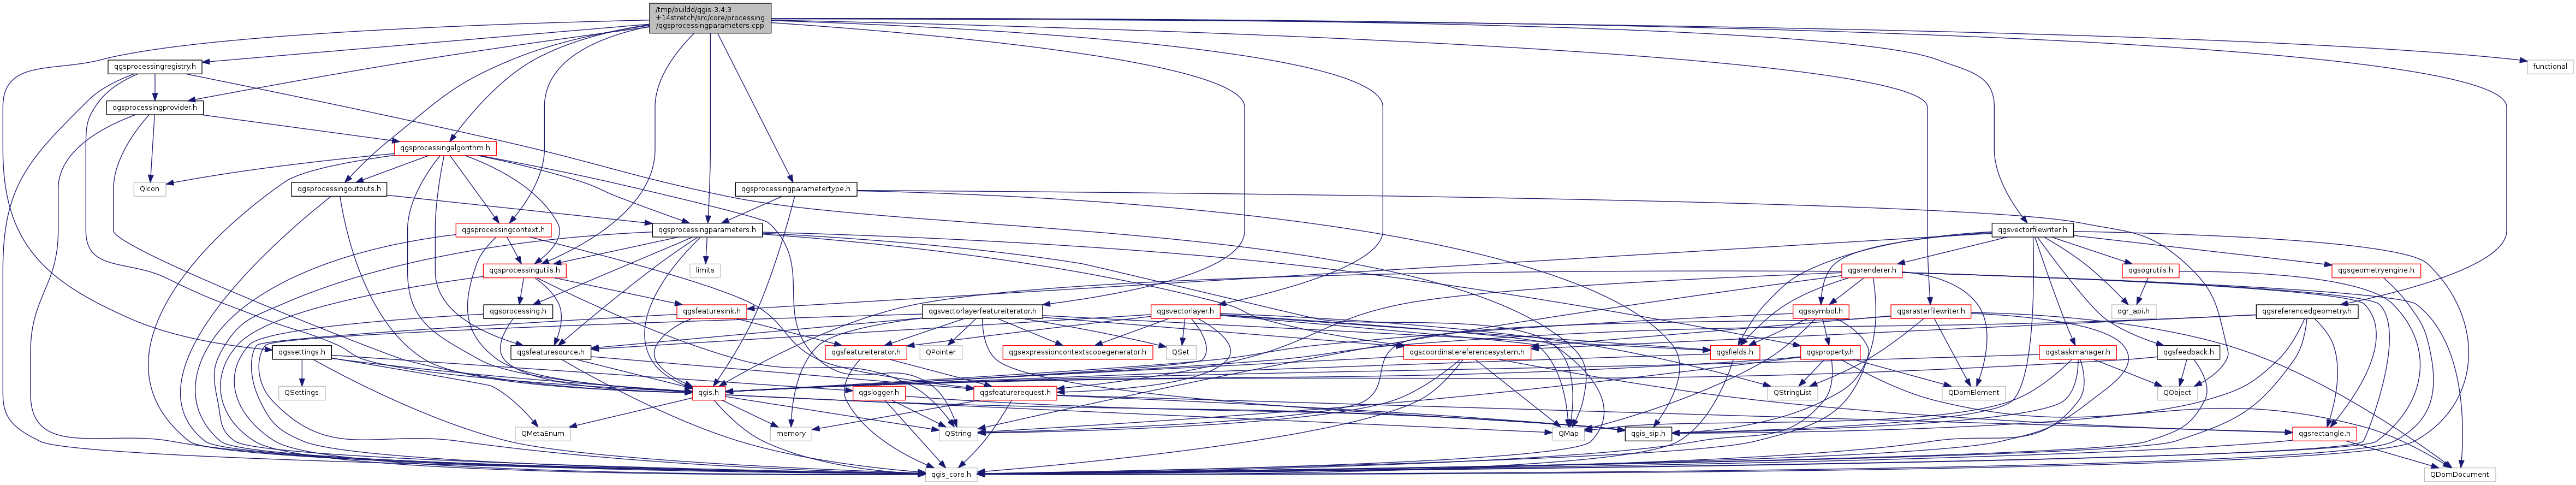 /tmp/buildd/qgis-3.4.3
+14stretch/src/core/processing
/qgsprocessingparameters.cpp
qgsprocessingregistry.h
functional
qgsprocessingprovider.h
qgsprocessingalgorithm.h
QIcon
qgsprocessingoutputs.h
qgsprocessingparametertype.h
qgsprocessingcontext.h
qgsprocessingparameters.h
qgsvectorfilewriter.h
qgsprocessingutils.h
limits
qgsrenderer.h
qgsogrutils.h
qgsgeometryengine.h
qgsprocessing.h
qgsfeaturesink.h
qgsvectorlayerfeatureiterator.h
qgsvectorlayer.h
qgssymbol.h
qgsrasterfilewriter.h
ogr_api.h
qgsreferencedgeometry.h
qgssettings.h
qgsfeaturesource.h
qgsfeatureiterator.h
QPointer
qgsexpressioncontextscopegenerator.h
QSet
qgscoordinatereferencesystem.h
qgsfields.h
qgsproperty.h
qgstaskmanager.h
qgsfeedback.h
QSettings
qgis.h
qgslogger.h
qgsfeaturerequest.h
QStringList
QDomElement
QObject
QMetaEnum
memory
QString
QMap
qgis_sip.h
qgsrectangle.h
qgis_core.h
QDomDocument